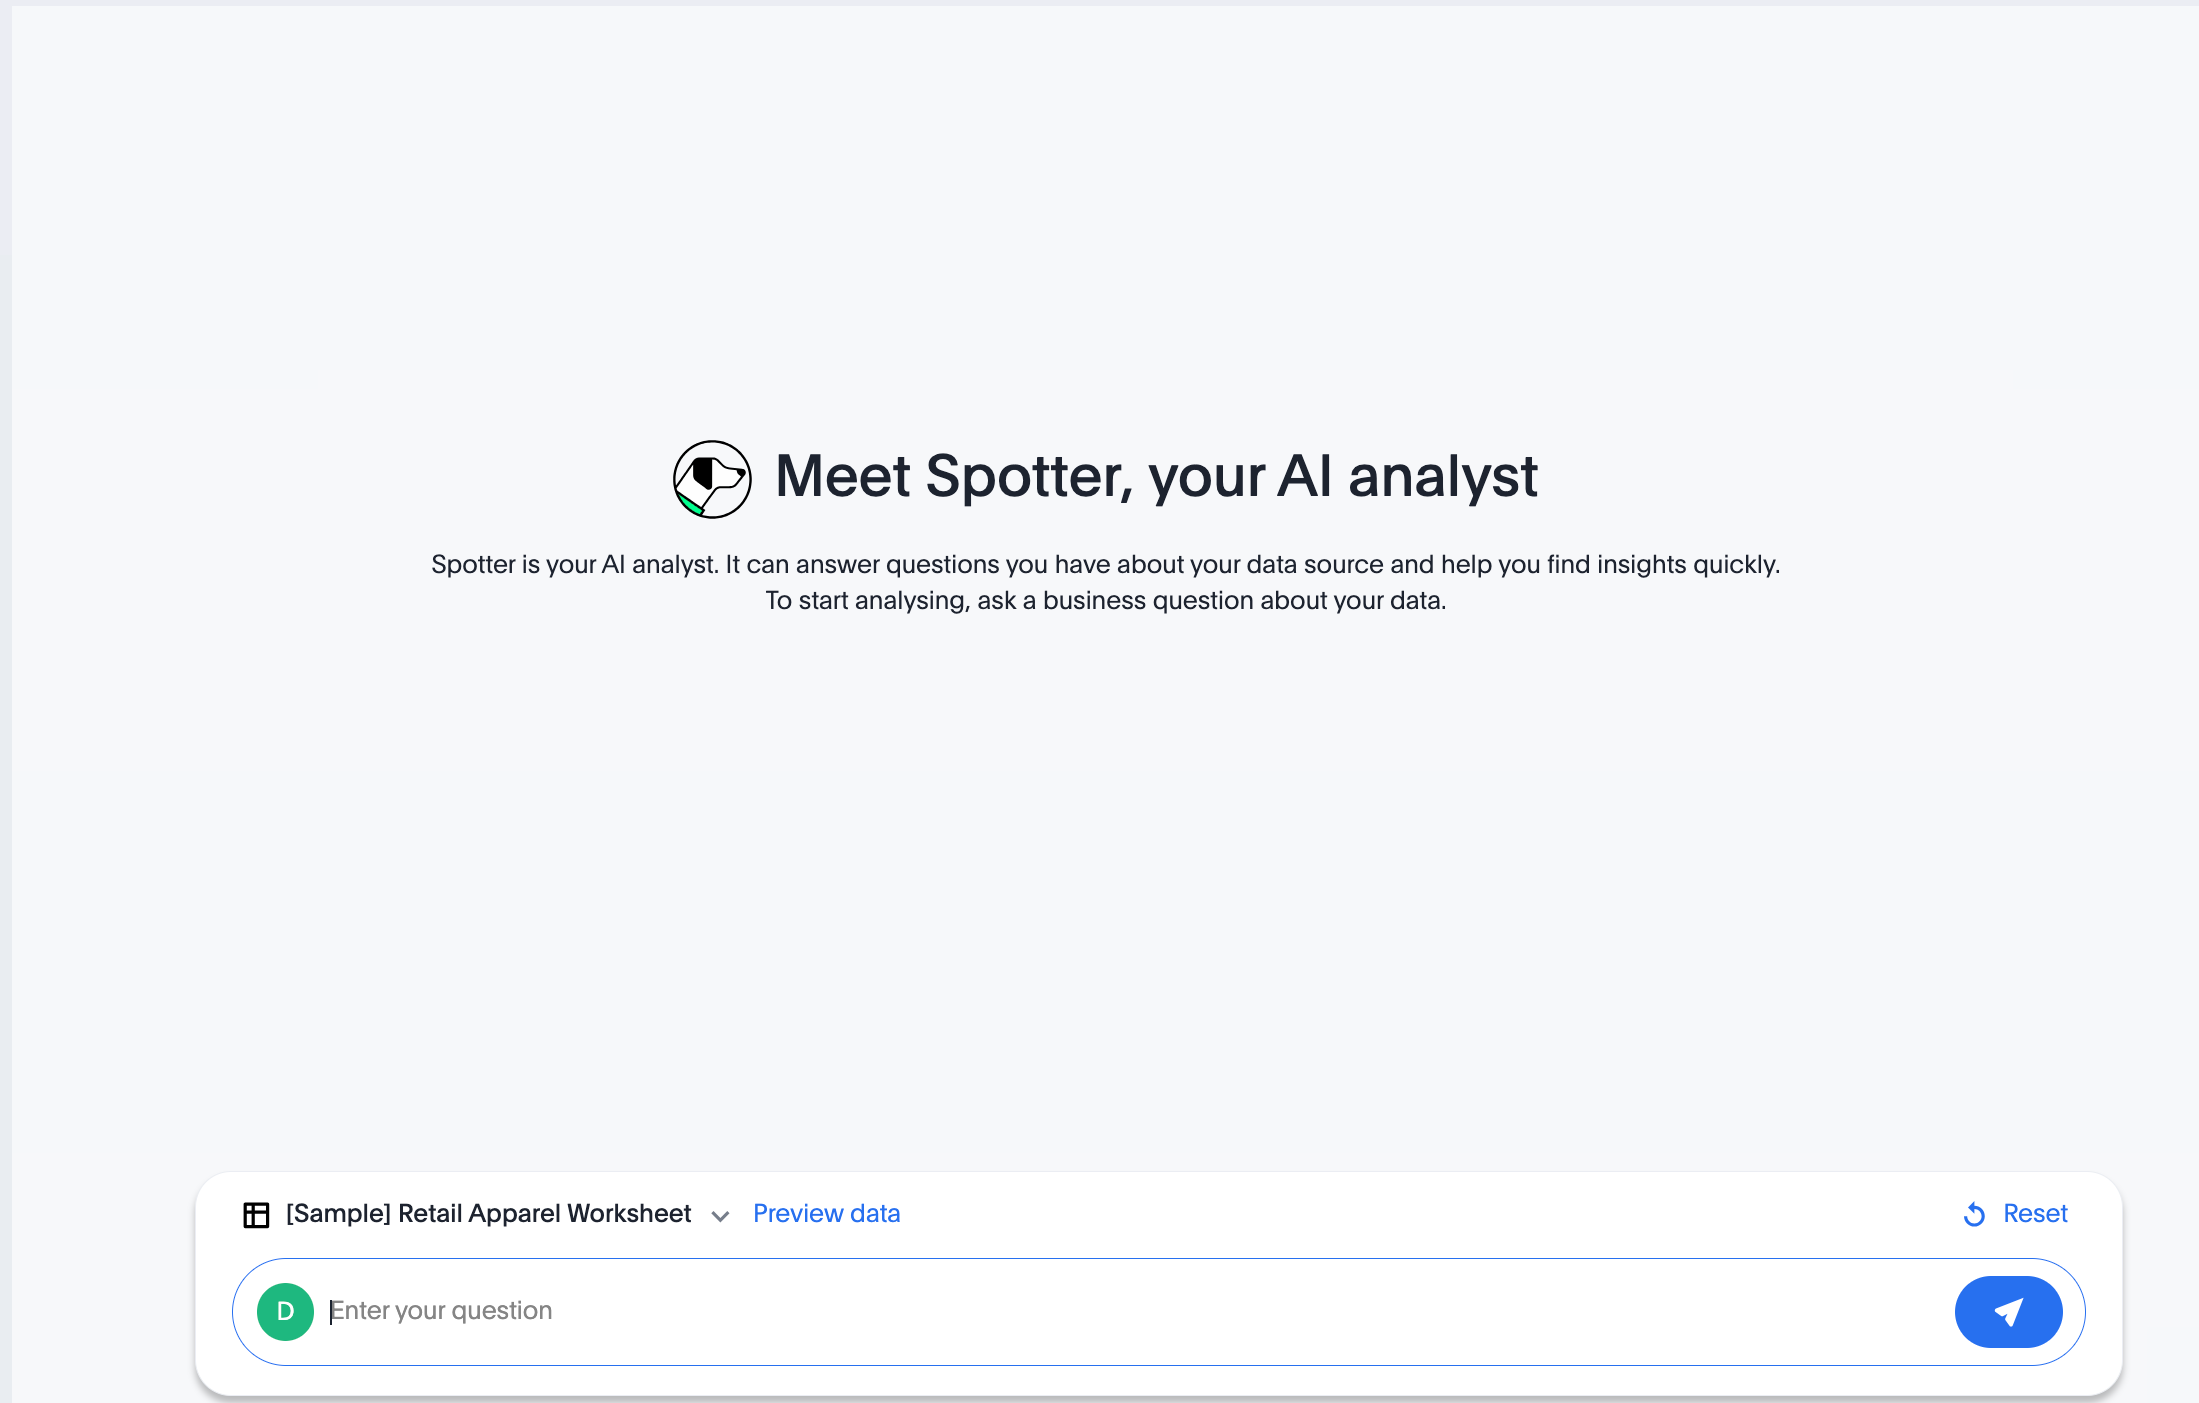 Meet Spotter, your AI analyst
Spotter is your AI analyst. It can answer questions you have about your data source and help you find insights quickly.
To start analysing, ask a business question about your data.
[Sample] Retail Apparel Worksheet Preview data Reset
D Enter your question